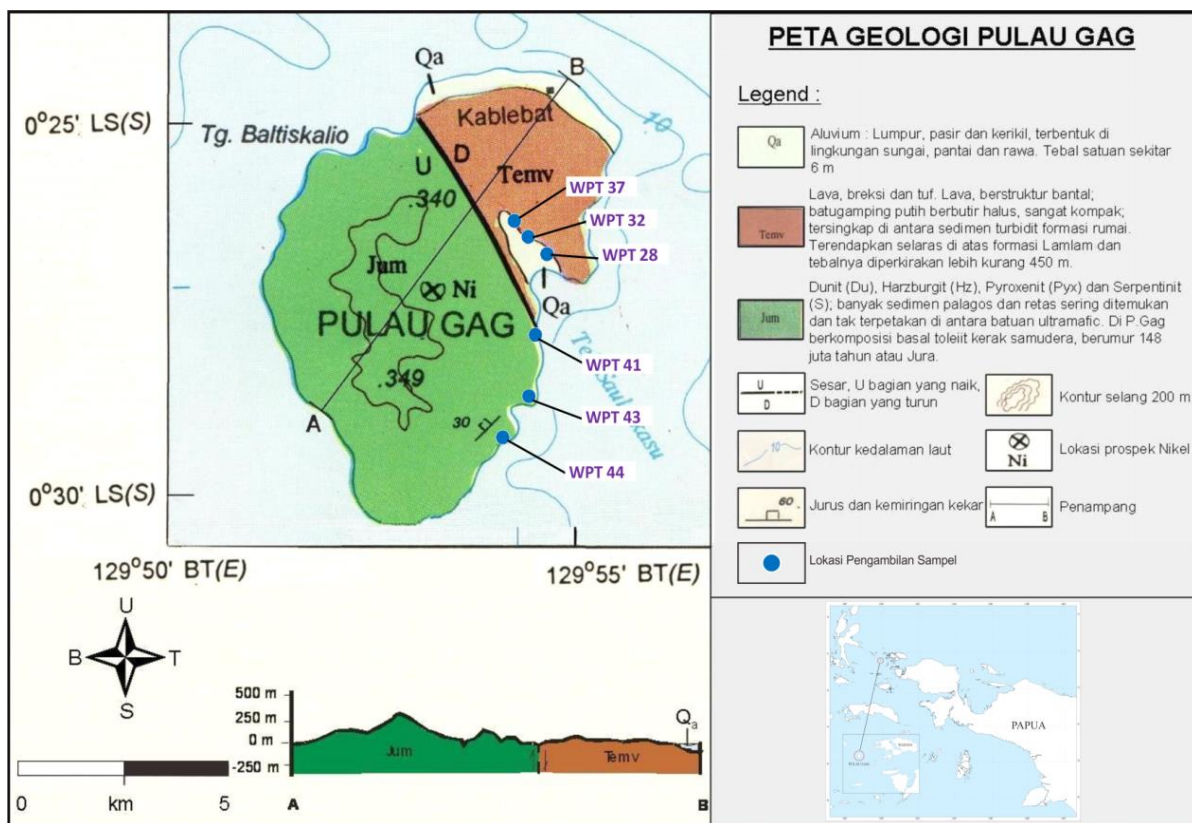 PETA GEOLOGI PULAU GAG
Legend :
Qa
Aluvium : Lumpur, pasir dan kerikil, terbentuk di
lingkungan sungai, pantai dan rawa. Tebal satuan sekitar
6 m
Temv
Lava, breksi dan tuf. Lava, berstruktur bantal;
batugamping putih berbutir halus, sangat kompak;
tersingkap di antara sedimen turbidit formasi rumai.
Terendapkan selaras di atas formasi Lamlam dan
tebalnya diperkirakan lebih kurang 450 m.
Jum
Dunit (Du), Harzburgit (Hz), Pyroxenit (Pyx) dan Serpentinit
(S); banyak sedimen palagos dan retas sering ditemukan
dan tak terpetakan di antara batuan ultramafic. Di P.Gag
berkomposisi basal toleiit kerak samudera, berumur 148
juta tahun atau Jura.
U
D
Sesar, U bagian yang naik,
D bagian yang turun
Kontur selang 200 m
10
Kontur kedalaman laut
Ni
Lokasi prospek Nikel
60
Jurus dan kemiringan kekar
A B
Penampang
Lokasi Pengambilan Sampel
0°25' LS(S)
0°30' LS(S)
129°50' BT(E)
129°55' BT(E)
Tg. Baltiskalio
Qa
B
Kablebat
10
U
D
Temv
.340
WPT 37
WPT 32
WPT 28
Jum
Ni
Qa
PULAU GAG
WPT 41
.349
WPT 43
A
30
WPT 44
U
B T
S
0 km 5
500 m
250 m
0 m
-250 m
Jum
Temv
Qa
A
B
PAPUA